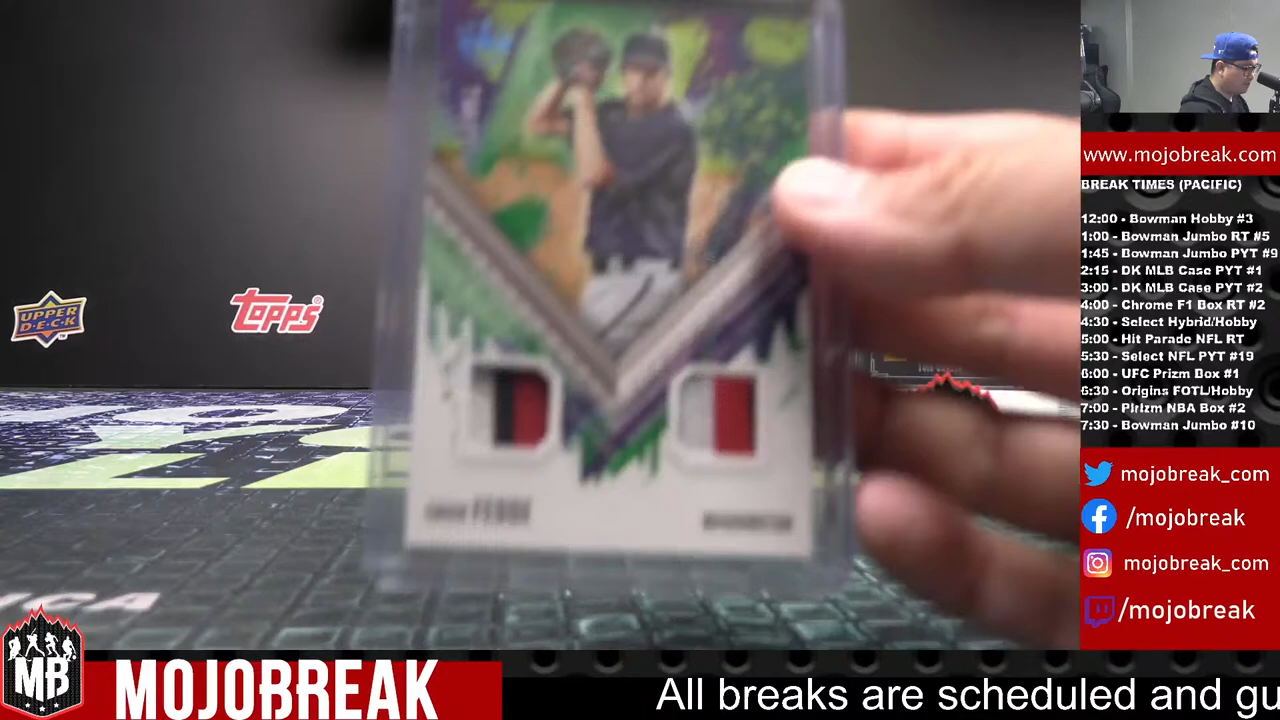 www.mojobreak.com
BREAK TIMES (PACIFIC)
12:00 - Bowman Hobby #3
1:00 - Bowman Jumbo RT #5
1:45 - Bowman Jumbo PYT #9
2:15 - DK MLB Case PYT #1
3:00 - DK MLB Case PYT #2
4:00 - Chrome F1 Box RT #2
4:30 - Select Hybrid/Hobby
5:00 - Hit Parade NFL RT
5:30 - Select NFL PYT #19
6:00 - UFC Prizm Box #1
6:30 - Origins FOTL/Hobby
7:00 - Prizm NBA Box #2
7:30 - Bowman Jumbo #10
UPPER
D·E·C·K
TM
topps®
mojobreak_com
/mojobreak
mojobreak_com
/mojobreak
MB
MOJOBREAK
All breaks are scheduled and gu